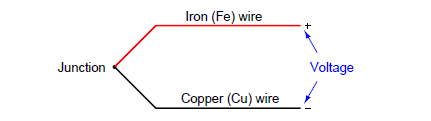 Iron (Fe) wire
+
Junction
Voltage
Copper (Cu) wire
−